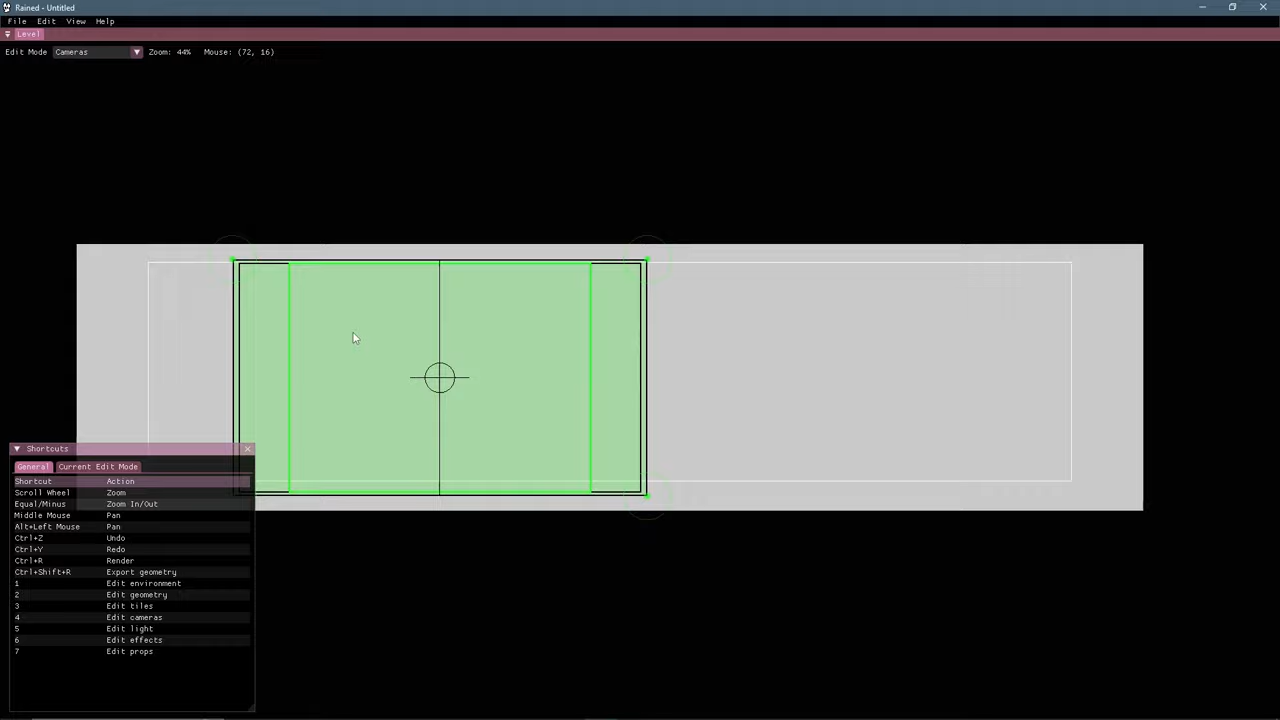 Rained - Untitled
File Edit View Help
Level
Edit Mode Cameras Zoom: 44% Mouse: (72, 16)
Shortcuts
General Current Edit Mode
Shortcut Action
Scroll Wheel Zoom
Equal/Minus Zoom In/Out
Middle Mouse Pan
Alt+Left Mouse Pan
Ctrl+Z Undo
Ctrl+Y Redo
Ctrl+R Render
Ctrl+Shift+R Export geometry
1 Edit environment
2 Edit geometry
3 Edit tiles
4 Edit cameras
5 Edit light
6 Edit effects
7 Edit props